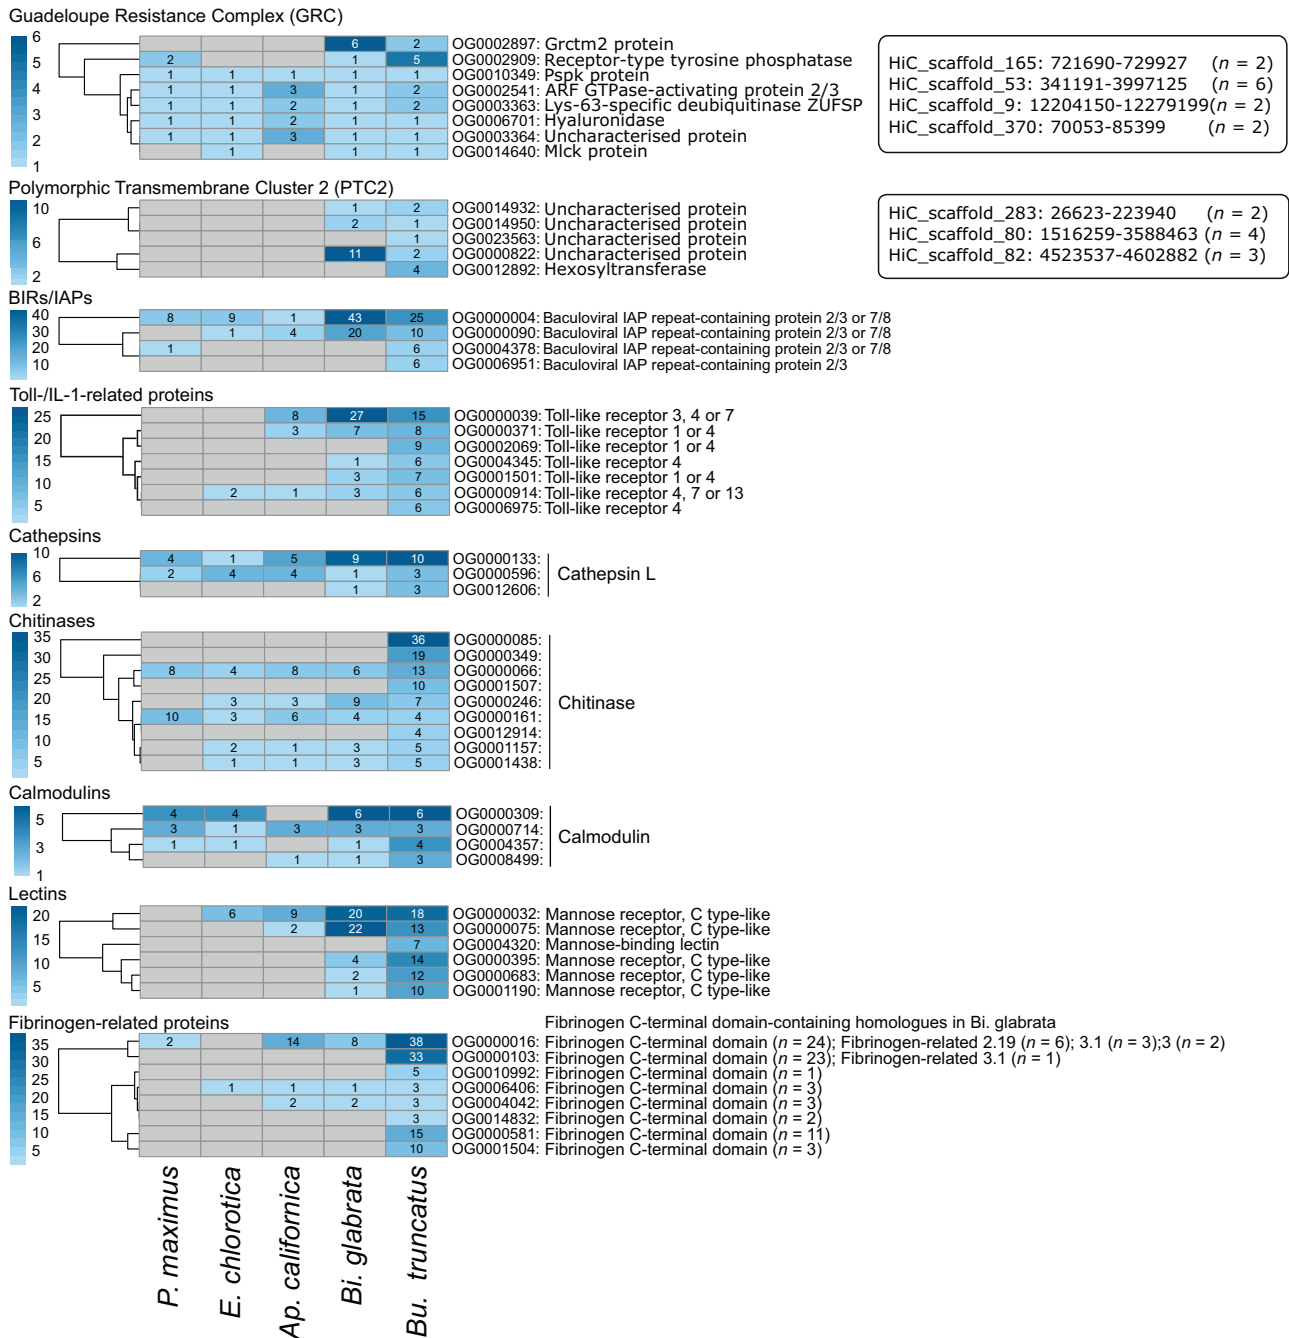 Guadeloupe Resistance Complex (GRC)
6
5
4
3
2
1
6 2 OG0002897: Grctm2 protein
2 1 5 OG0002909: Receptor-type tyrosine phosphatase
1 1 1 1 1 OG0010349: Pspk protein
1 1 3 1 2 OG0002541: ARF GTPase-activating protein 2/3
1 1 2 1 2 OG0003363: Lys-63-specific deubiquitinase ZUFSP
1 1 2 1 1 OG0006701: Hyaluronidase
1 1 3 1 1 OG0003364: Uncharacterised protein
1 1 1 OG0014640: Mlck protein
HiC_scaffold_165: 721690-729927 (n = 2)
HiC_scaffold_53: 341191-3997125 (n = 6)
HiC_scaffold_9: 12204150-12279199(n = 2)
HiC_scaffold_370: 70053-85399 (n = 2)
Polymorphic Transmembrane Cluster 2 (PTC2)
10
6
2
1 2 OG0014932: Uncharacterised protein
2 1 OG0014950: Uncharacterised protein
1 OG0023563: Uncharacterised protein
11 2 OG0000822: Uncharacterised protein
4 OG0012892: Hexosyltransferase
HiC_scaffold_283: 26623-223940 (n = 2)
HiC_scaffold_80: 1516259-3588463 (n = 4)
HiC_scaffold_82: 4523537-4602882 (n = 3)
BIRs/IAPs
40
30
20
10
8 9 1 43 25 OG0000004: Baculoviral IAP repeat-containing protein 2/3 or 7/8
1 4 20 10 OG0000090: Baculoviral IAP repeat-containing protein 2/3 or 7/8
1 6 OG0004378: Baculoviral IAP repeat-containing protein 2/3 or 7/8
6 OG0006951: Baculoviral IAP repeat-containing protein 2/3
Toll-/IL-1-related proteins
25
20
15
10
5
8 27 15 OG0000039: Toll-like receptor 3, 4 or 7
3 7 8 OG0000371: Toll-like receptor 1 or 4
9 OG0002069: Toll-like receptor 1 or 4
1 6 OG0004345: Toll-like receptor 4
3 7 OG0001501: Toll-like receptor 1 or 4
2 1 3 6 OG0000914: Toll-like receptor 4, 7 or 13
6 OG0006975: Toll-like receptor 4
Cathepsins
10
6
2
4 1 5 9 10 OG0000133:
2 4 4 1 3 OG0000596:
1 3 OG0012606:
Cathepsin L
Chitinases
35
30
25
20
15
10
5
36 OG0000085:
19 OG0000349:
8 4 8 6 13 OG0000066:
10 OG0001507:
3 3 9 7 OG0000246:
10 3 6 4 4 OG0000161:
4 OG0012914:
2 1 3 5 OG0001157:
1 1 3 5 OG0001438:
Chitinase
Calmodulins
5
3
1
4 4 6 6 OG0000309:
3 1 3 3 3 OG0000714:
1 1 1 4 OG0004357:
1 1 3 OG0008499:
Calmodulin
Lectins
20
15
10
5
6 9 20 18 OG0000032: Mannose receptor, C type-like
2 22 13 OG0000075: Mannose receptor, C type-like
7 OG0004320: Mannose-binding lectin
4 14 OG0000395: Mannose receptor, C type-like
2 12 OG0000683: Mannose receptor, C type-like
1 10 OG0001190: Mannose receptor, C type-like
Fibrinogen-related proteins
Fibrinogen C-terminal domain-containing homologues in Bi. glabrata
35
30
25
20
15
10
5
2 14 8 38 OG0000016: Fibrinogen C-terminal domain (n = 24); Fibrinogen-related 2.19 (n = 6); 3.1 (n = 3);3 (n = 2)
33 OG0000103: Fibrinogen C-terminal domain (n = 23); Fibrinogen-related 3.1 (n = 1)
5 OG0010992: Fibrinogen C-terminal domain (n = 1)
1 1 1 3 OG0006406: Fibrinogen C-terminal domain (n = 3)
2 2 3 OG0004042: Fibrinogen C-terminal domain (n = 3)
3 OG0014832: Fibrinogen C-terminal domain (n = 2)
15 OG0000581: Fibrinogen C-terminal domain (n = 11)
10 OG0001504: Fibrinogen C-terminal domain (n = 3)
P. maximus
E. chlorotica
Ap. californica
Bi. glabrata
Bu. truncatus